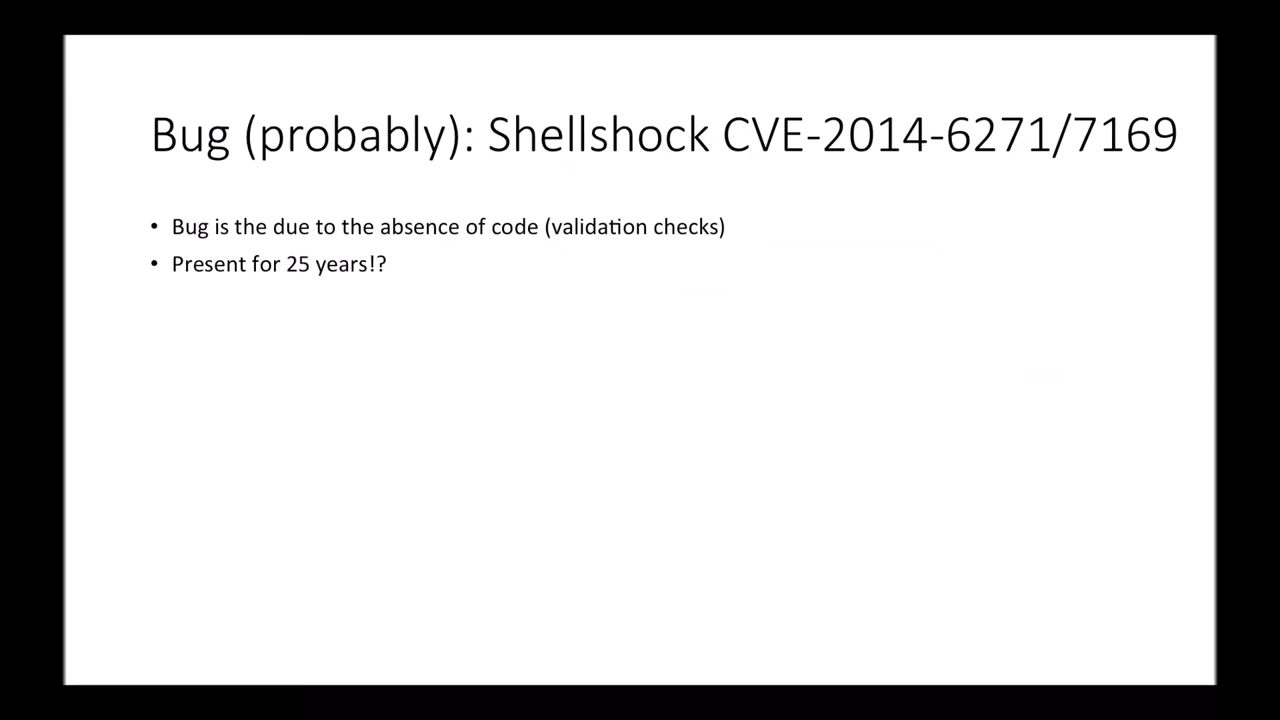 Bug (probably): Shellshock CVE-2014-6271/7169
• Bug is the due to the absence of code (validation checks)
• Present for 25 years!?